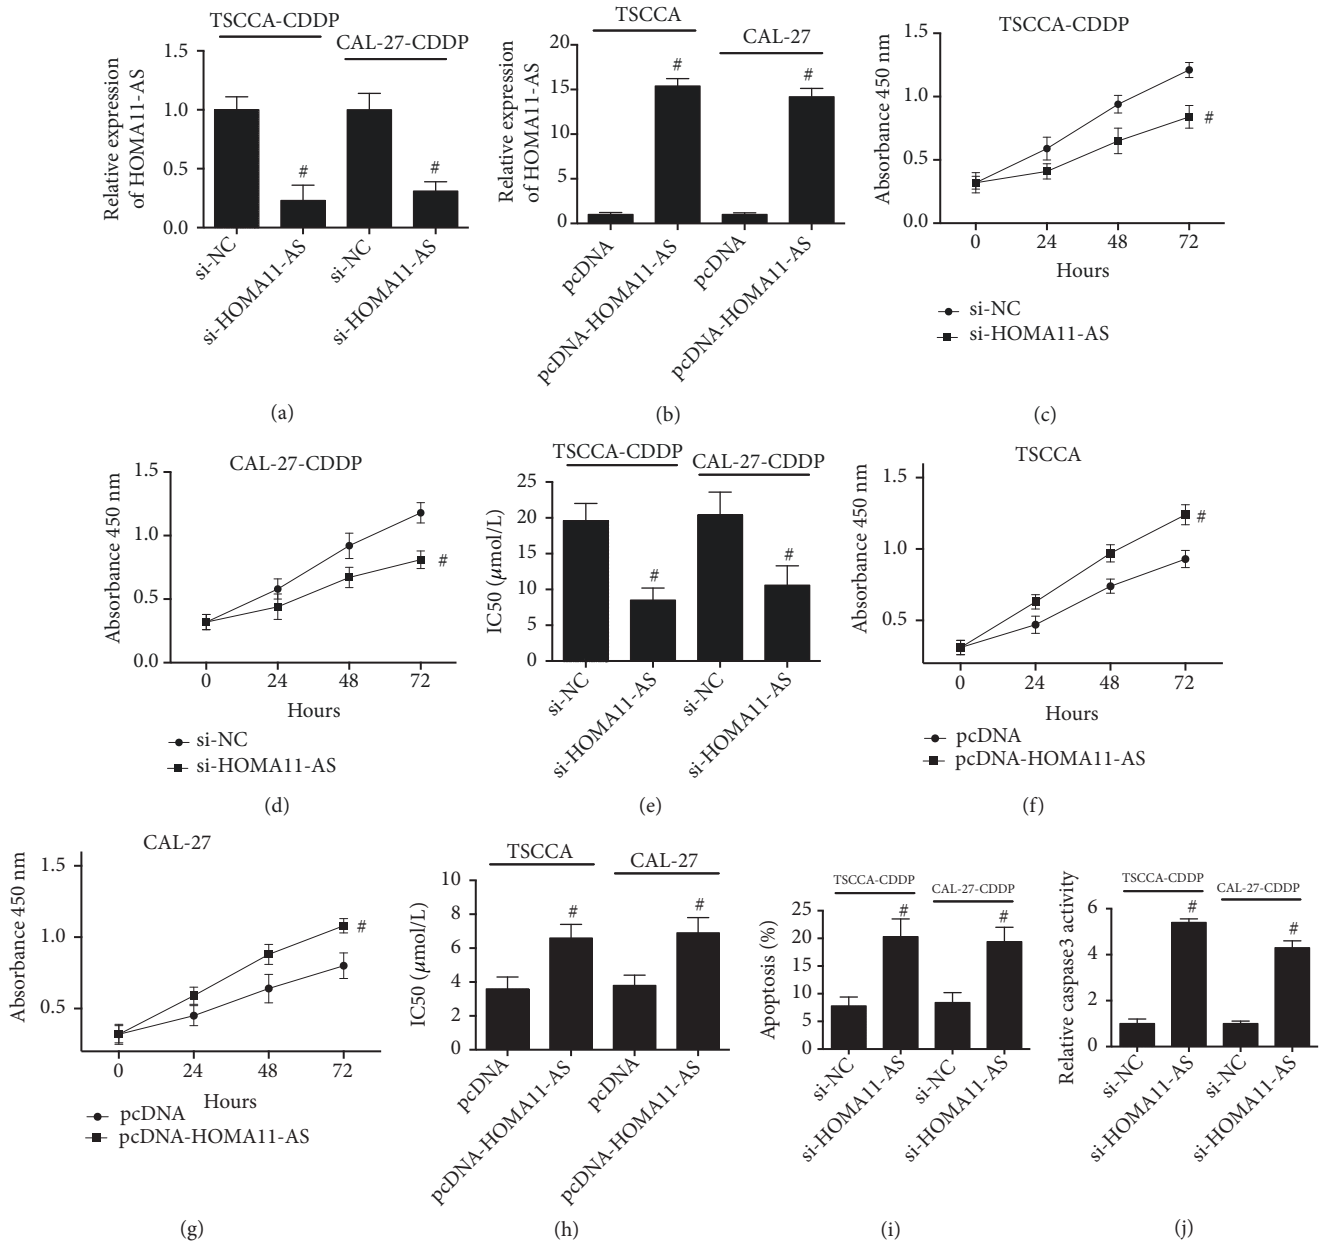 TSCCA-CDDP
CAL-27-CDDP
Relative expression
of HOMA11-AS
1.5
1.0
0.5
0.0
#
#
si-NC
si-HOMA11-AS
si-NC
si-HOMA11-AS
(a)
TSCCA
CAL-27
Relative expression
of HOMA11-AS
20
15
10
5
0
#
#
pcDNA
pcDNA-HOMA11-AS
pcDNA
pcDNA-HOMA11-AS
(b)
TSCCA-CDDP
Absorbance 450 nm
1.5
1.0
0.5
0.0
#
0 24 48 72
Hours
si-NC
si-HOMA11-AS
(c)
CAL-27-CDDP
Absorbance 450 nm
1.5
1.0
0.5
0.0
#
0 24 48 72
Hours
si-NC
si-HOMA11-AS
(d)
TSCCA-CDDP
CAL-27-CDDP
IC50 (μmol/L)
25
20
15
10
5
0
#
#
si-NC
si-HOMA11-AS
si-NC
si-HOMA11-AS
(e)
TSCCA
Absorbance 450 nm
1.5
1.0
0.5
#
0 24 48 72
Hours
pcDNA
pcDNA-HOMA11-AS
(f)
CAL-27
Absorbance 450 nm
1.5
1.0
0.5
#
0 24 48 72
Hours
pcDNA
pcDNA-HOMA11-AS
(g)
TSCCA
CAL-27
IC50 (μmol/L)
10
8
6
4
2
0
#
#
pcDNA
pcDNA-HOMA11-AS
pcDNA
pcDNA-HOMA11-AS
(h)
TSCCA-CDDP
CAL-27-CDDP
Apoptosis (%)
25
20
15
10
5
0
#
#
si-NC
si-HOMA11-AS
si-NC
si-HOMA11-AS
(i)
TSCCA-CDDP
CAL-27-CDDP
Relative caspase3 activity
6
4
2
0
#
#
si-NC
si-HOMA11-AS
si-NC
si-HOMA11-AS
(j)